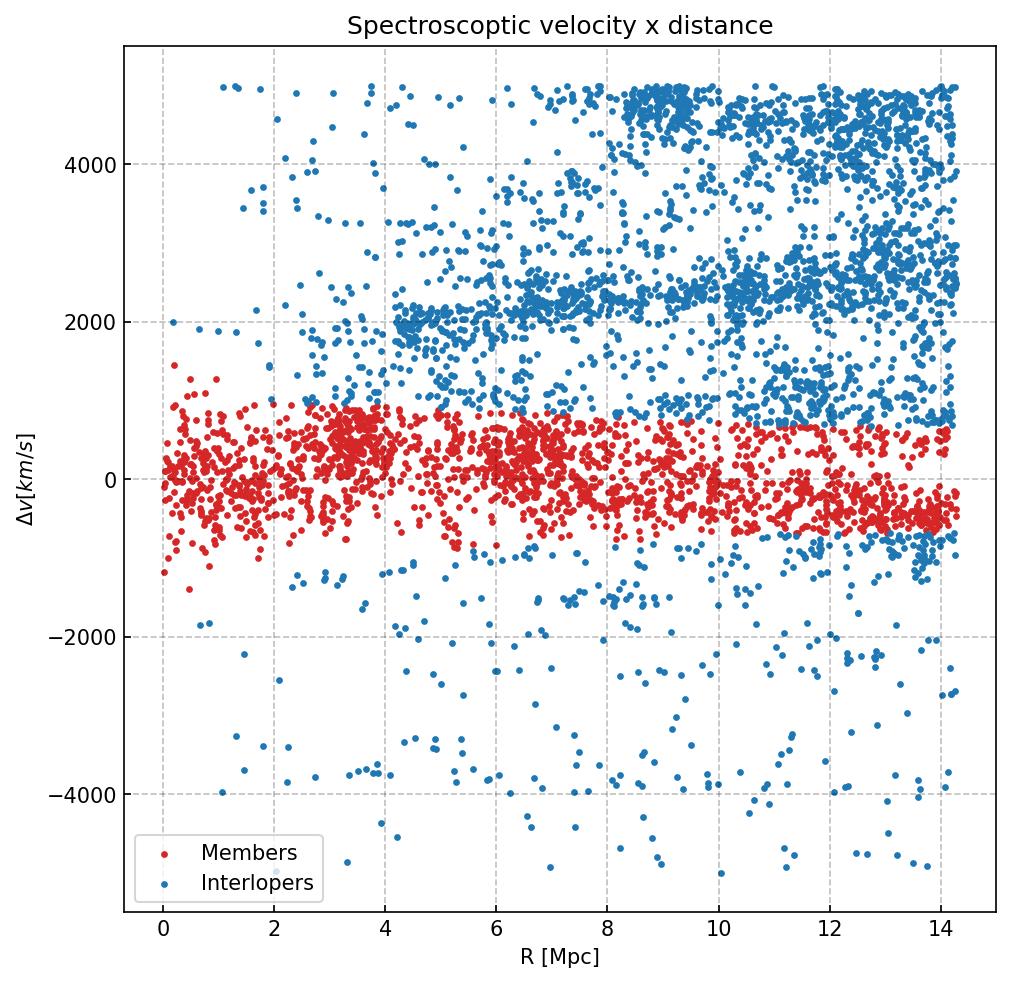 Spectroscoptic velocity x distance
4000
2000
0
−2000
−4000
Δv[km/s]
Members
Interlopers
0 2 4 6 8 10 12 14
R [Mpc]